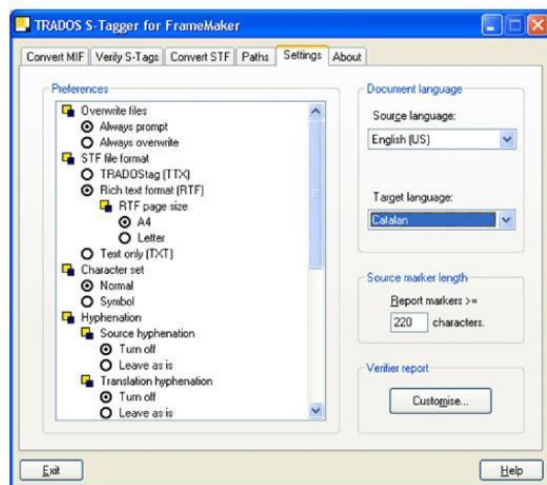 TRADOS S-Tagger for FrameMaker
Convert MIF Verify S-Tags Convert STF Paths Settings About
Preferences
Overwrite files
Always prompt
Always overwrite
STF file format
TRADOStag (TTX)
Rich text format (RTF)
RTF page size
A4
Letter
Text only (TXT)
Character set
Normal
Symbol
Hyphenation
Source hyphenation
Turn off
Leave as is
Translation hyphenation
Turn off
Leave as is
Document language
Source language:
English (US)
Target language:
Catalan
Source marker length
Report markers >=
220 characters.
Verifier report
Customise...
Exit
Help